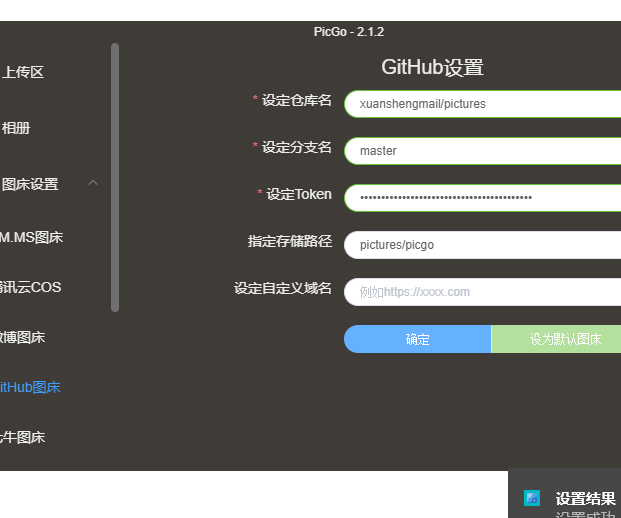 PicGo - 2.1.2
上传区
相册
图床设置
M.MS图床
讯云COS
博图床
itHub图床
牛图床
GitHub设置
* 设定仓库名
xuanshengmail/pictures
* 设定分支名
master
* 设定Token
••••••••••••••••••••••••••••••••••••••••
指定存储路径
pictures/picgo
设定自定义域名
例如https://xxxx.com
确定
设为默认图床
设置结果
设置成功